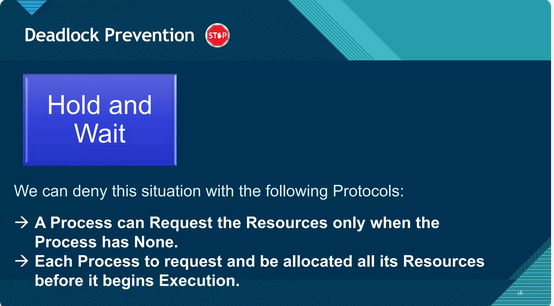 Deadlock Prevention
STOP
Hold and
Wait
We can deny this situation with the following Protocols:
→ A Process can Request the Resources only when the
Process has None.
→ Each Process to request and be allocated all its Resources
before it begins Execution.